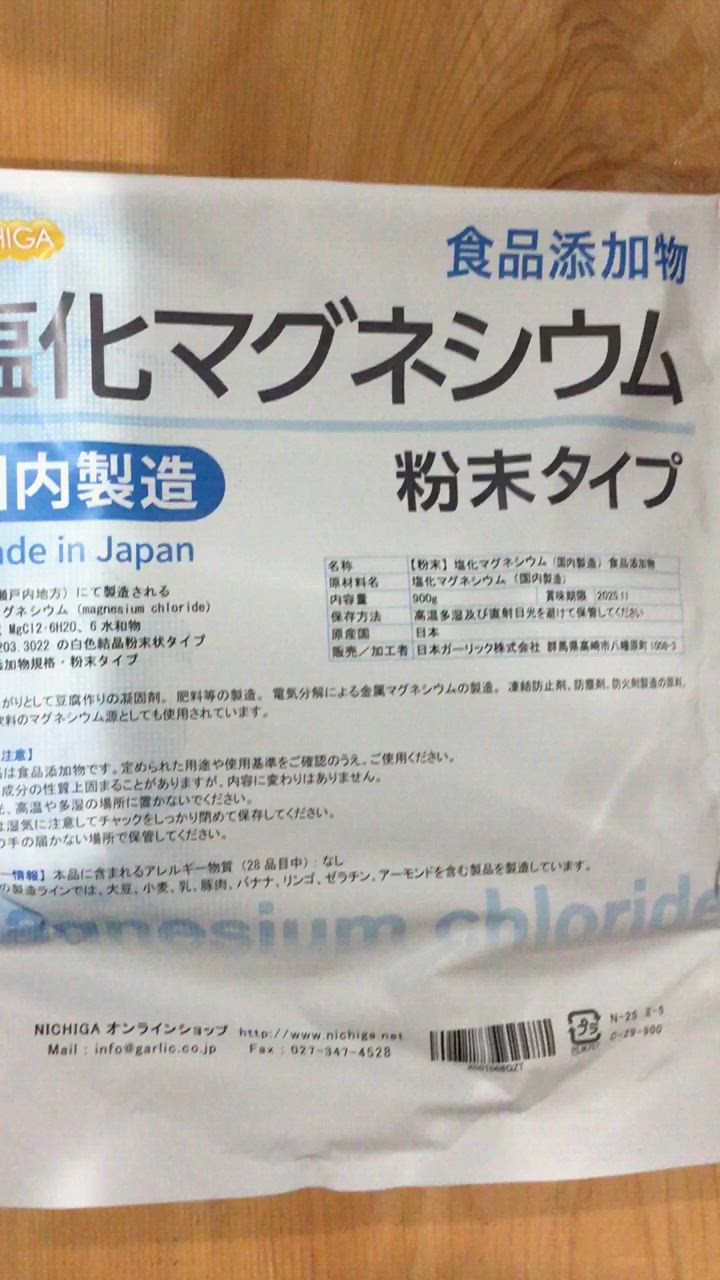 HIGA
食品添加物
塩化マグネシウム
内製造
粉末タイプ
de in Japan
名称 【粉末】塩化マグネシウム（国内製造）食品添加物
原材料名 塩化マグネシウム（国内製造）
内容量 900g 賞味期限 2025.11
保存方法 高温多湿及び直射日光を避けて保管してください
原産国 日本
販売／加工者 日本ガーリック株式会社 群馬県高崎市八幡原町1008-3
瀬戸内地方）にて製造される
グネシウム（magnesium chloride）
MgCl2・6H2O、6水和物
203.3022 の白色結晶粉末状タイプ
加物規格・粉末タイプ
がりとして豆腐作りの凝固剤。肥料等の製造。電気分解による金属マグネシウムの製造。凍結防止剤、防塵剤、防火剤製造の原料。
飲料のマグネシウム源としても使用されています。
注意】
は食品添加物です。定められた用途や使用基準をご確認のうえ、ご使用ください。
成分の性質上固まることがありますが、内容に変わりはありません。
、高温や多湿の場所に置かないでください。
は湿気に注意してチャックをしっかり閉めて保存してください。
の手の届かない場所で保管してください。
ー情報】本品に含まれるアレルギー物質（28品目中）：なし
の製造ラインでは、大豆、小麦、乳、豚肉、バナナ、リンゴ、ゼラチン、アーモンドを含む製品を製造しています。
magnesium chloride
NICHIGA オンラインショップ http://www.nichiga.net
Mail : info@garlic.co.jp Fax : 027-347-4528
プラ